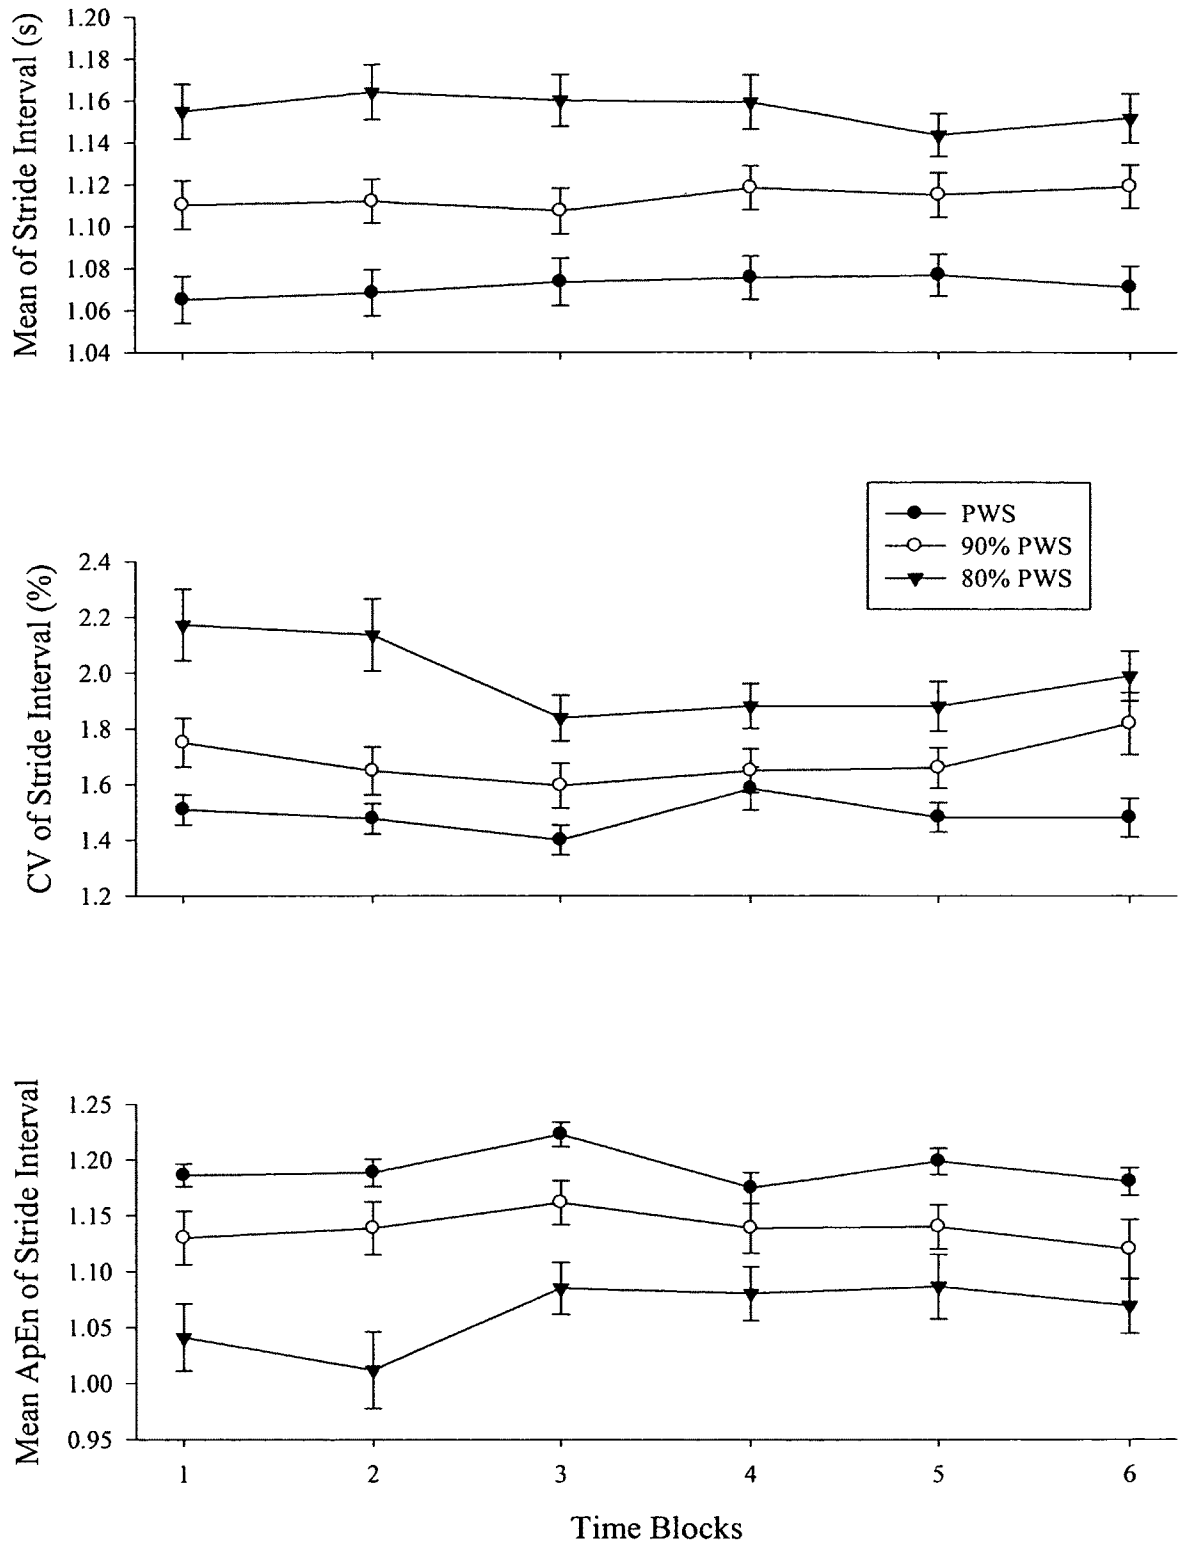 Mean of Stride Interval (s)
1.20
1.18
1.16
1.14
1.12
1.10
1.08
1.06
1.04
PWS
90% PWS
80% PWS
CV of Stride Interval (%)
2.4
2.2
2.0
1.8
1.6
1.4
1.2
Mean ApEn of Stride Interval
1.25
1.20
1.15
1.10
1.05
1.00
0.95
1 2 3 4 5 6
Time Blocks